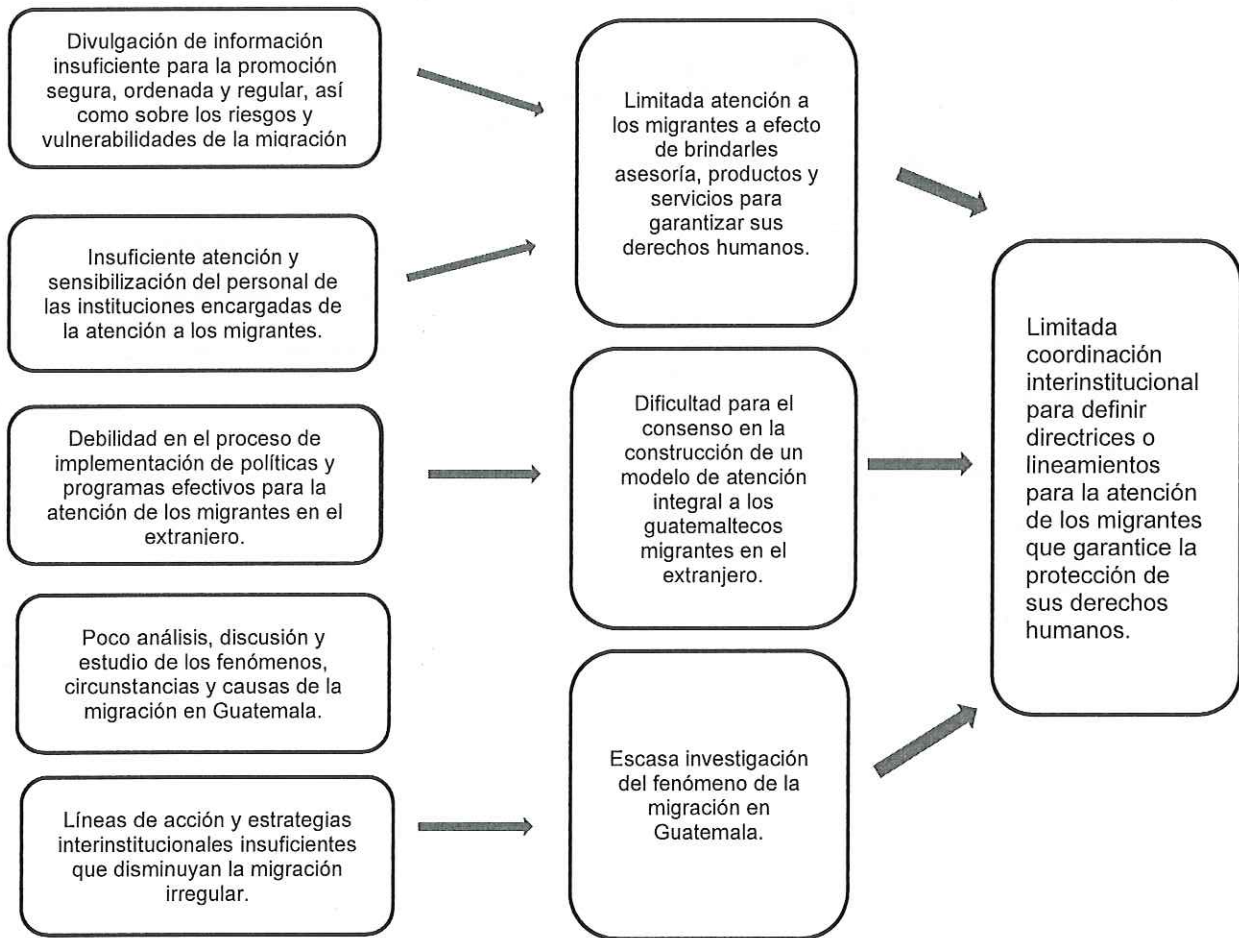 Divulgación de información
insuficiente para la promoción
segura, ordenada y regular, así
como sobre los riesgos y
vulnerabilidades de la migración
Insuficiente atención y
sensibilización del personal de
las instituciones encargadas de
la atención a los migrantes.
Debilidad en el proceso de
implementación de políticas y
programas efectivos para la
atención de los migrantes en el
extranjero.
Poco análisis, discusión y
estudio de los fenómenos,
circunstancias y causas de la
migración en Guatemala.
Líneas de acción y estrategias
interinstitucionales insuficientes
que disminuyan la migración
irregular.
Limitada atención a
los migrantes a efecto
de brindarles
asesoría, productos y
servicios para
garantizar sus
derechos humanos.
Dificultad para el
consenso en la
construcción de un
modelo de atención
integral a los
guatemaltecos
migrantes en el
extranjero.
Escasa investigación
del fenómeno de la
migración en
Guatemala.
Limitada
coordinación
interinstitucional
para definir
directrices o
lineamientos
para la atención
de los migrantes
que garantice la
protección de
sus derechos
humanos.